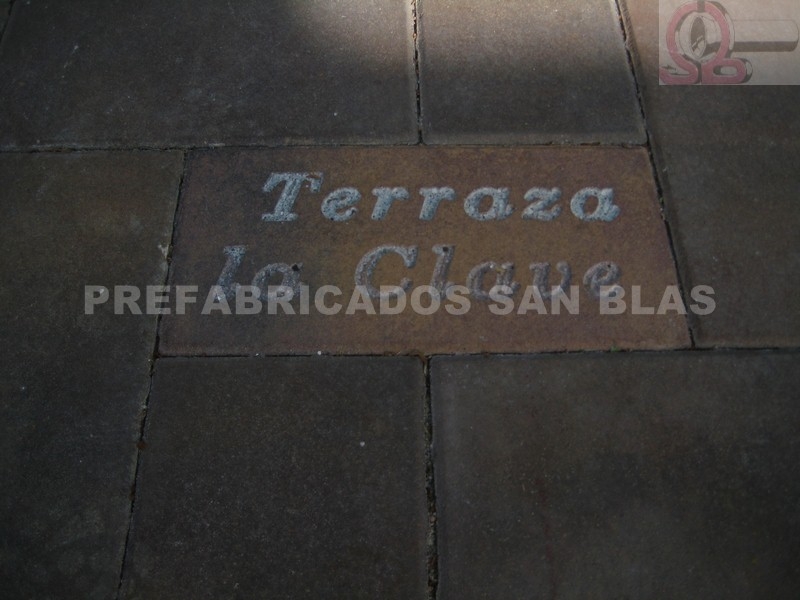 Terraza
la Clave
PREFABRICADOS SAN BLAS